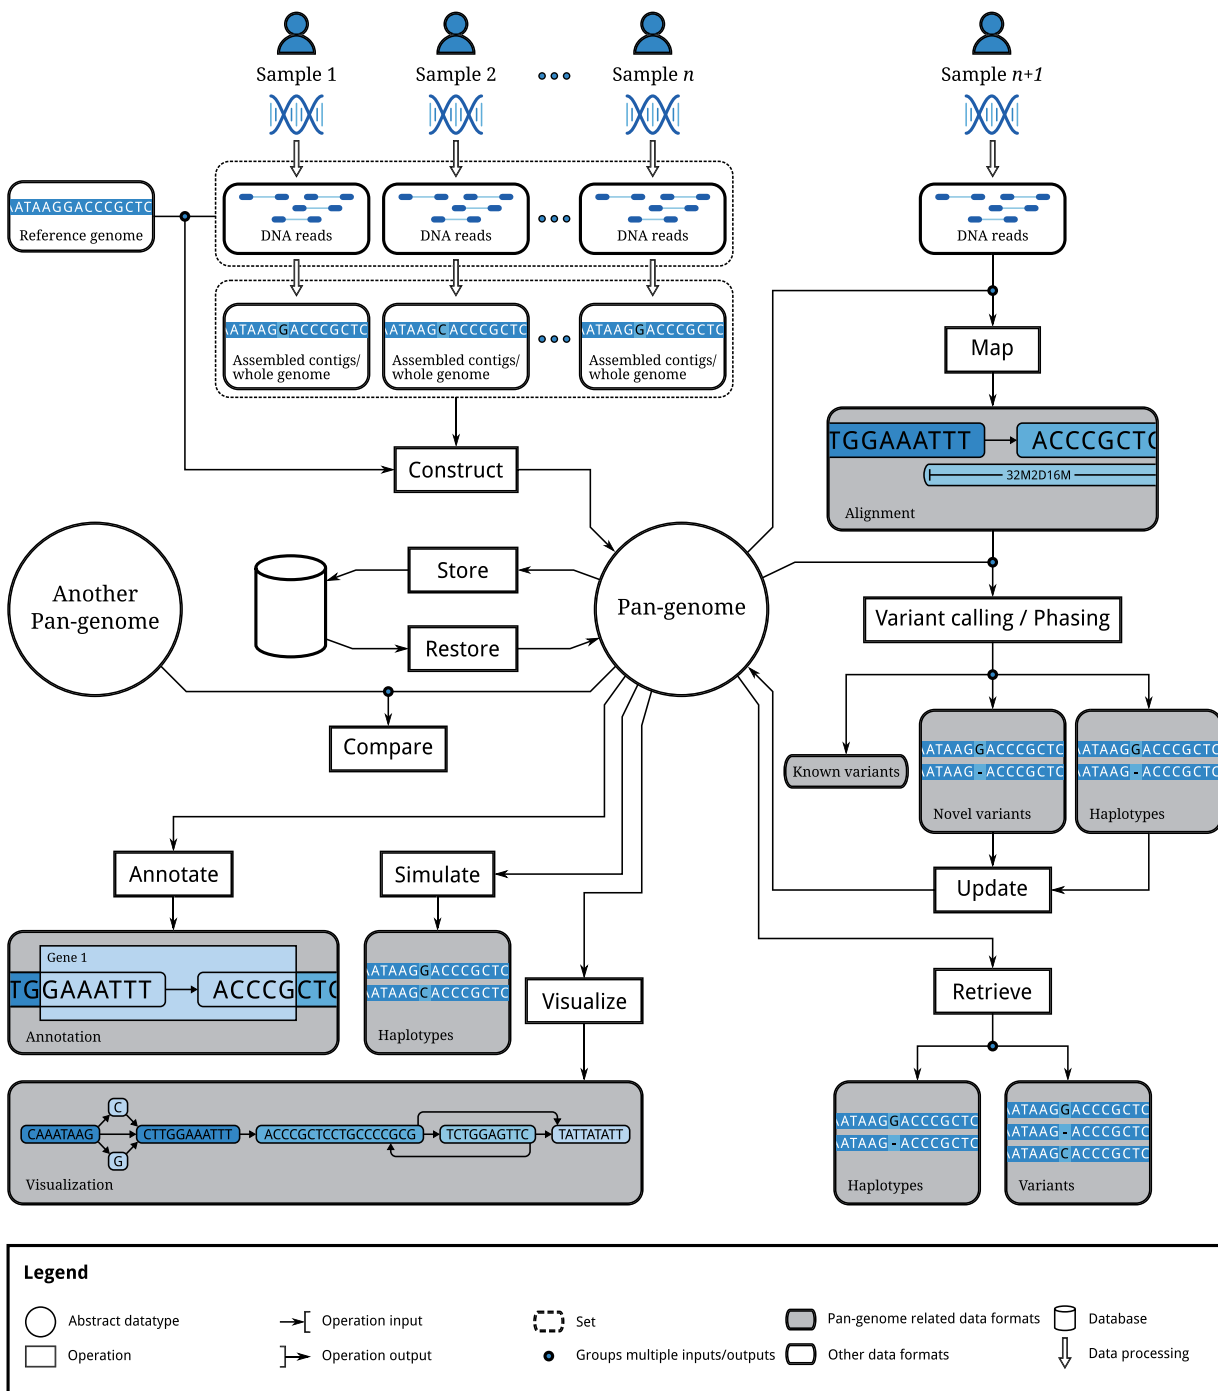 Sample 1
Sample 2
Sample n
Sample n+1
ATAAGGACCCGCTC
Reference genome
DNA reads
DNA reads
DNA reads
DNA reads
ATAAGGACCCGCTC
Assembled contigs/
whole genome
ATAAGCACCCGCTC
Assembled contigs/
whole genome
ATAAGGACCCGCTC
Assembled contigs/
whole genome
Map
TGGAAATTT
ACCCGCTC
32M2D16M
Alignment
Construct
Another
Pan-genome
Store
Restore
Pan-genome
Variant calling / Phasing
Compare
Known variants
ATAAGGACCCGCTC
ATAAG-ACCCGCTC
Novel variants
ATAAGGACCCGCTC
ATAAG-ACCCGCTC
Haplotypes
Annotate
Simulate
Update
Gene 1
TGGAAATTT
ACCCGCTC
Annotation
ATAAGGACCCGCTC
ATAAGCACCCGCTC
Haplotypes
Visualize
Retrieve
C
CAAATAAG
CTTGGAAATTT
ACCCGCTCCTGCCCCGCG
TCTGGAGTTC
TATTATATT
G
Visualization
ATAAGGACCCGCTC
ATAAG-ACCCGCTC
Haplotypes
ATAAGGACCCGCTC
ATAAG-ACCCGCTC
ATAAGCACCCGCTC
Variants
Legend
Abstract datatype
Operation input
Set
Pan-genome related data formats
Database
Operation
Operation output
Groups multiple inputs/outputs
Other data formats
Data processing